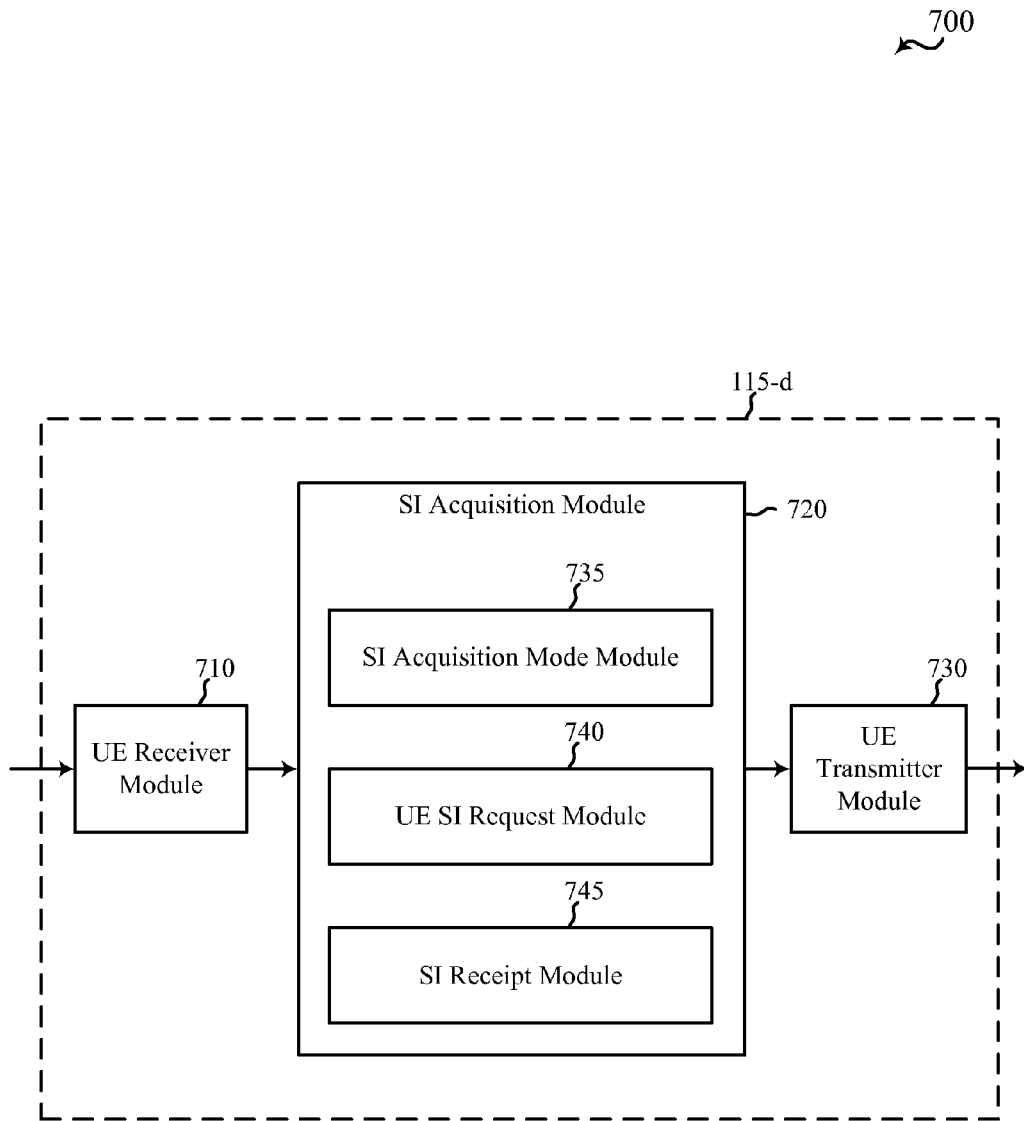 700
115-d
SI Acquisition Module
720
735
SI Acquisition Mode Module
710
UE Receiver
Module
740
UE SI Request Module
730
UE
Transmitter
Module
745
SI Receipt Module